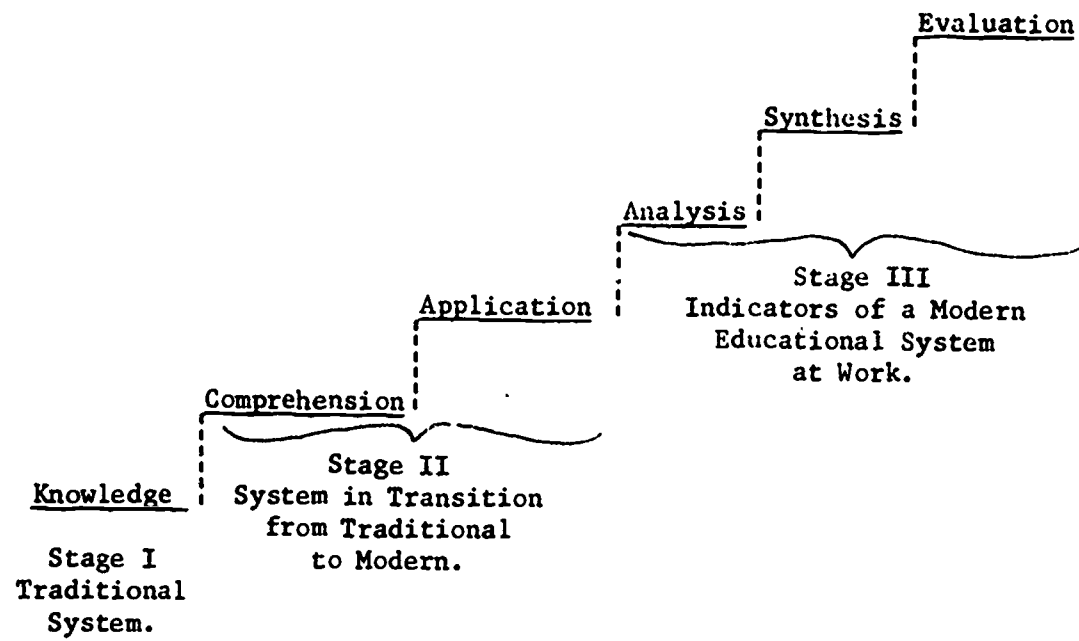 Evaluation
Synthesis
Analysis
Stage III
Indicators of a Modern
Educational System
at Work.
Application
Comprehension
Stage II
System in Transition
from Traditional
to Modern.
Knowledge
Stage I
Traditional
System.